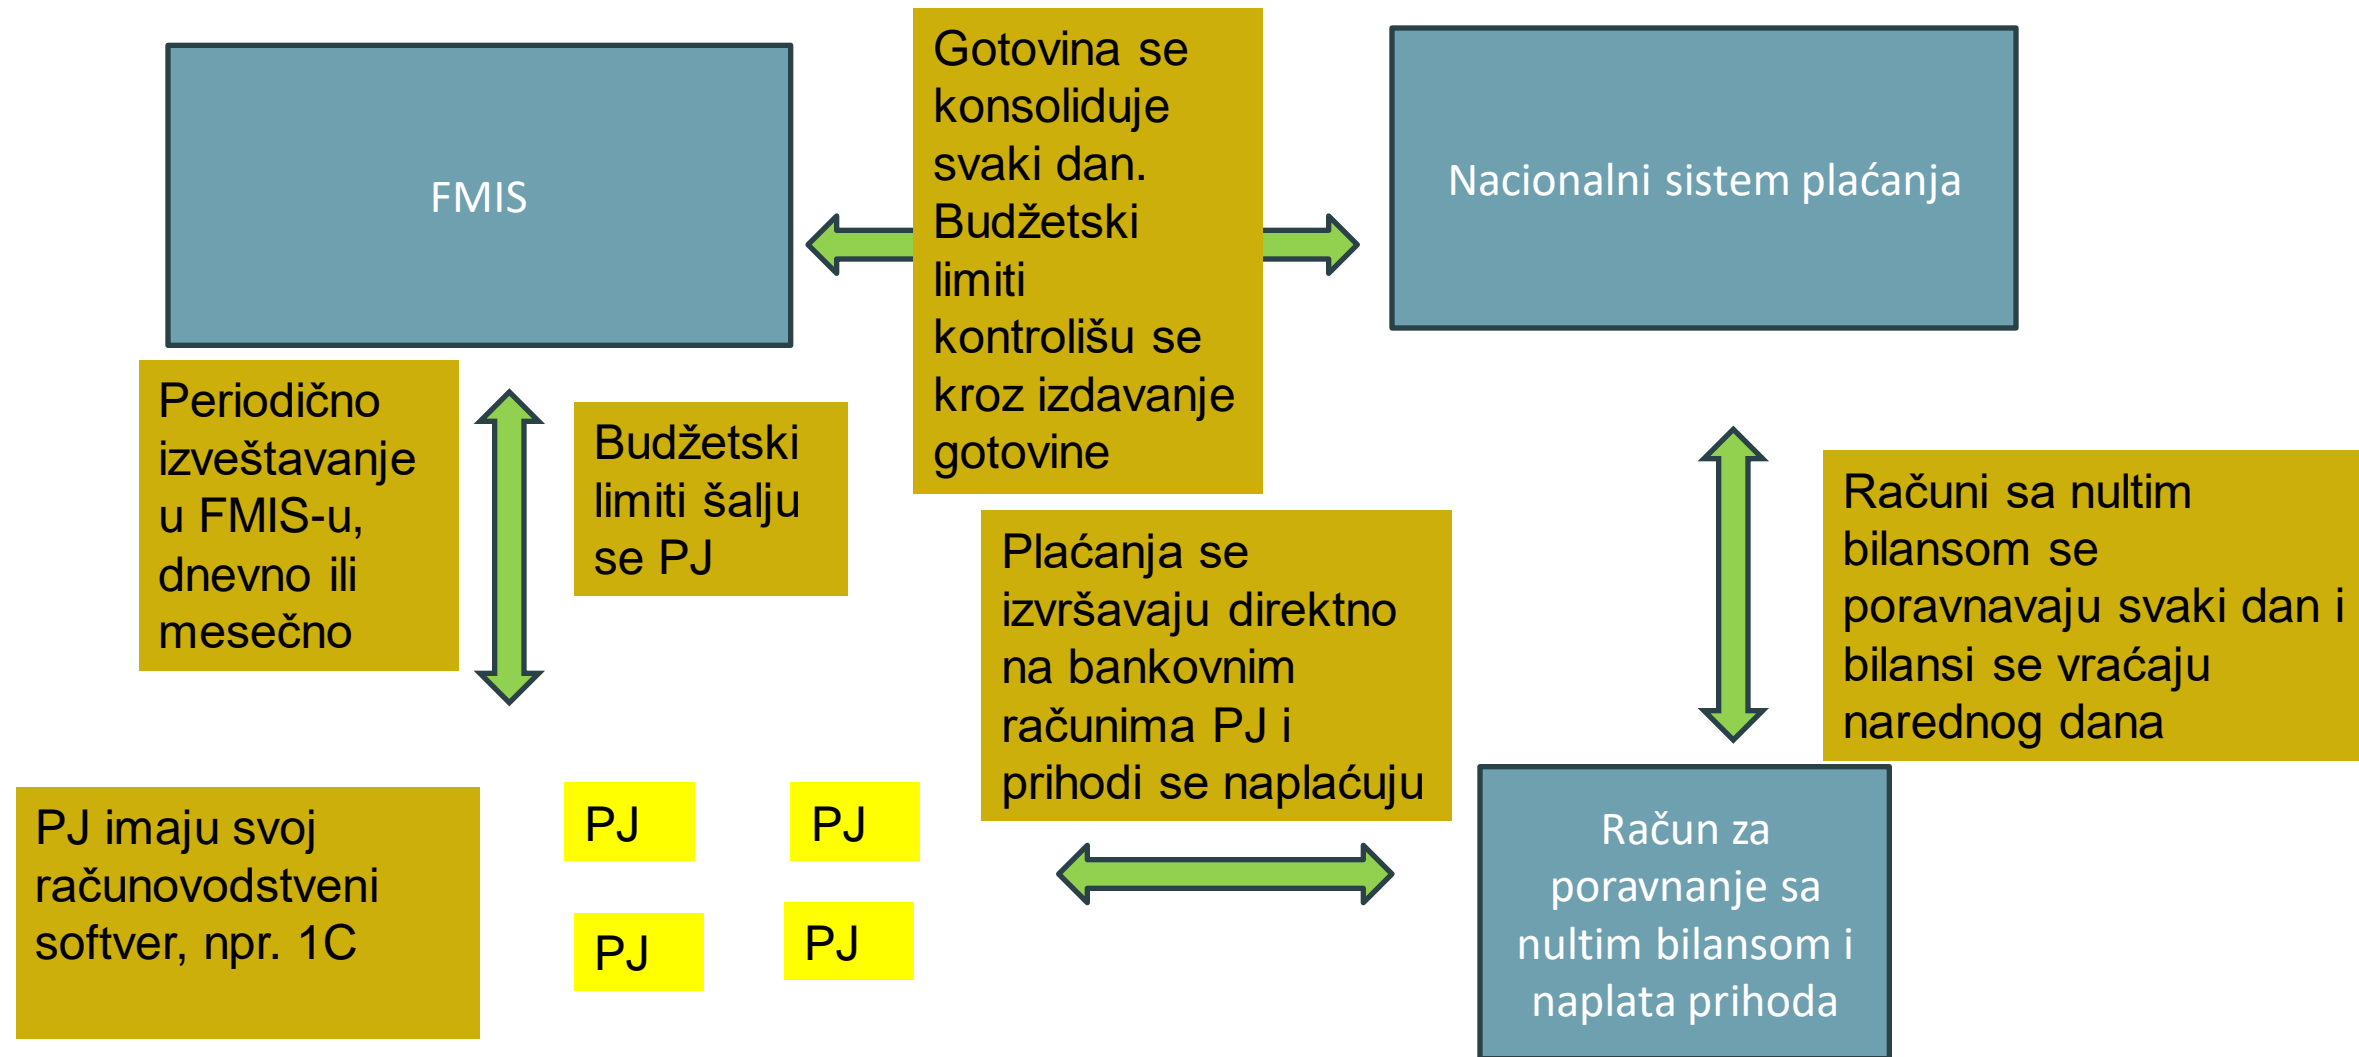 FMIS
Gotovina se
konsoliduje
svaki dan.
Budžetski
limiti
kontrolišu se
kroz izdavanje
gotovine
Nacionalni sistem plaćanja
Periodično
izveštavanje
u FMIS-u,
dnevno ili
mesečno
Budžetski
limiti šalju
se PJ
Plaćanja se
izvršavaju direktno
na bankovnim
računima PJ i
prihodi se naplaćuju
Računi sa nultim
bilansom se
poravnavaju svaki dan i
bilansi se vraćaju
narednog dana
PJ imaju svoj
računovodstveni
softver, npr. 1C
PJ
PJ
PJ
PJ
Račun za
poravnanje sa
nultim bilansom i
naplata prihoda